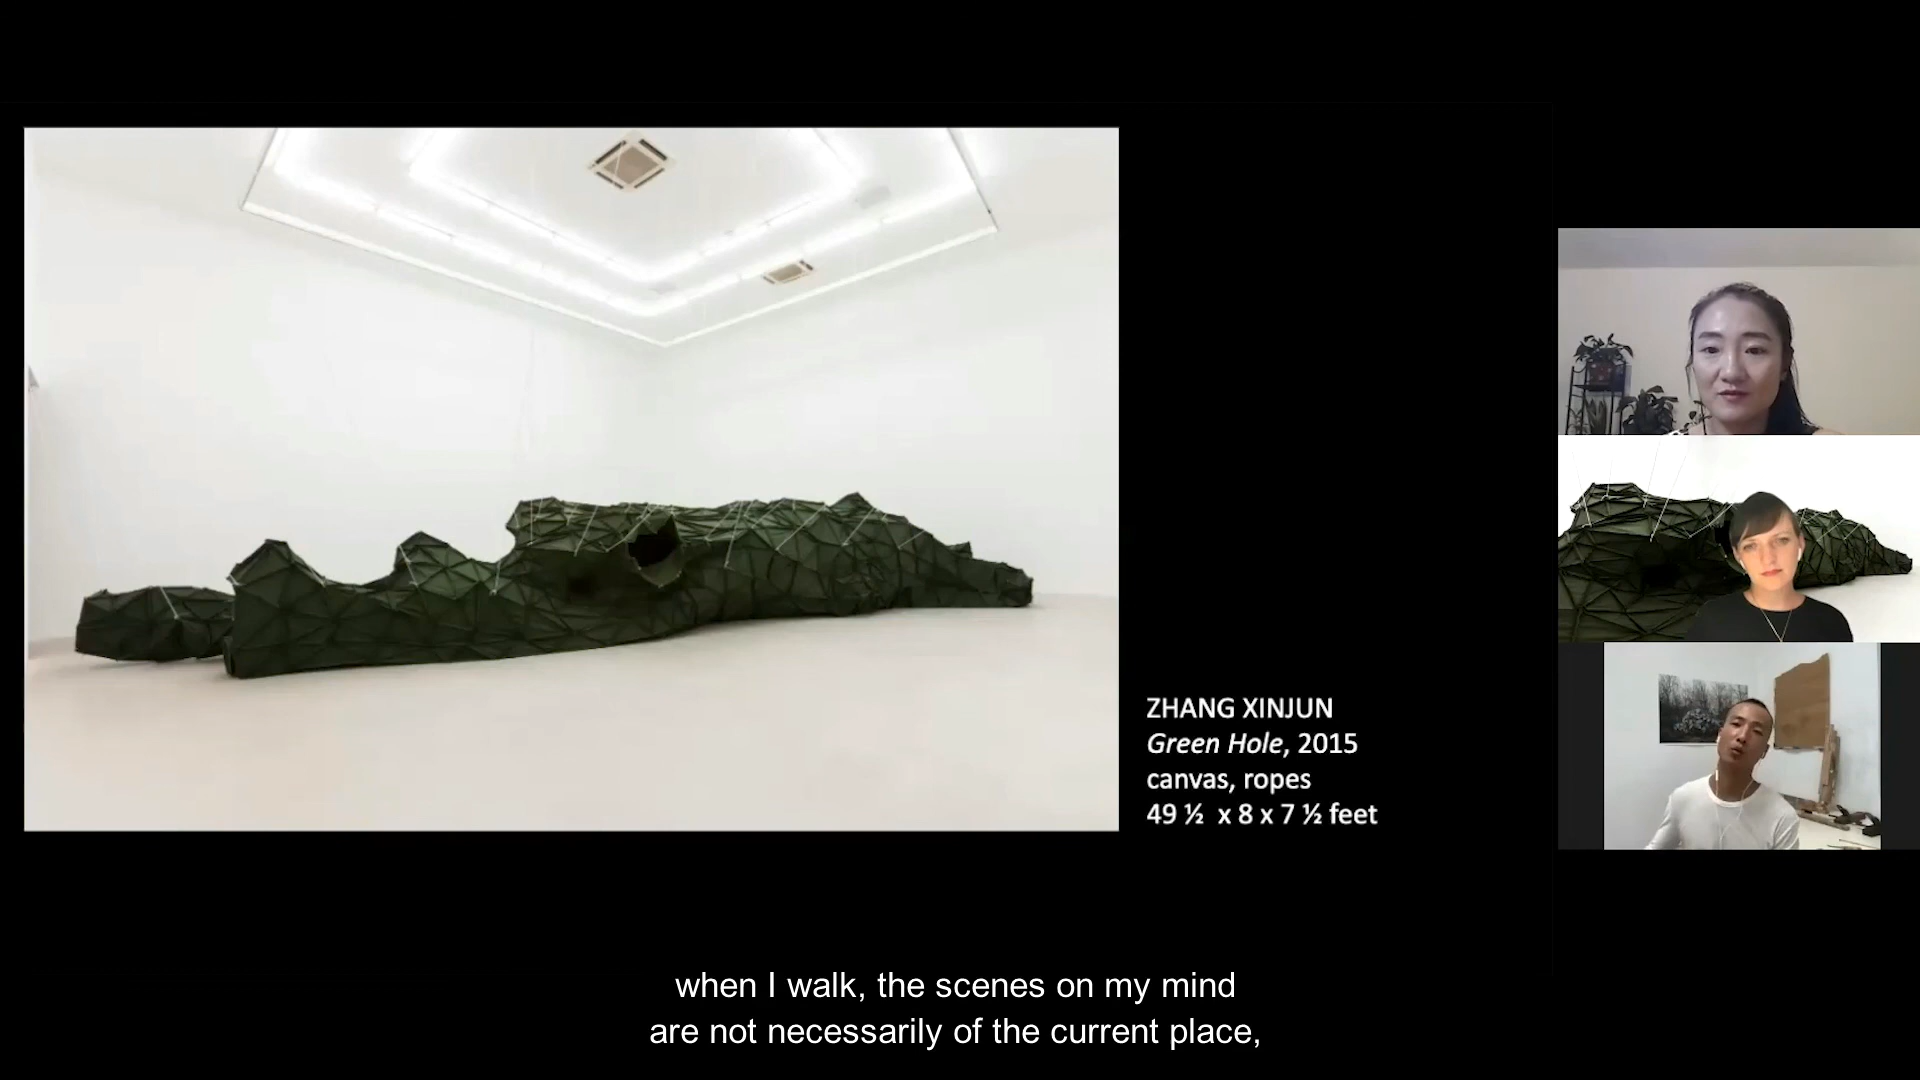 ZHANG XINJUN
Green Hole, 2015
canvas, ropes
49 ½  x 8 x 7 ½ feet
when I walk, the scenes on my mind
are not necessarily of the current place,